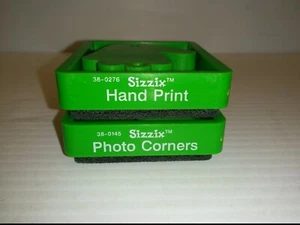 38-0276 Sizzix™
Hand Print
38-0145 Sizzix™
Photo Corners